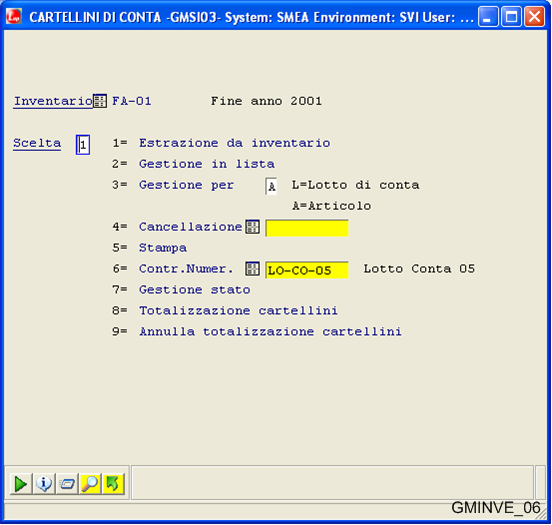 CARTELLINI DI CONTA -GMSI03- System: SMEA Environment: SVI User: ...
Inventario FA-01 Fine anno 2001
Scelta 1 1= Estrazione da inventario
2= Gestione in lista
3= Gestione per A L=Lotto di conta
A=Articolo
4= Cancellazione
5= Stampa
6= Contr.Numer. LO-CO-05 Lotto Conta 05
7= Gestione stato
8= Totalizzazione cartellini
9= Annulla totalizzazione cartellini
GMINVE_06